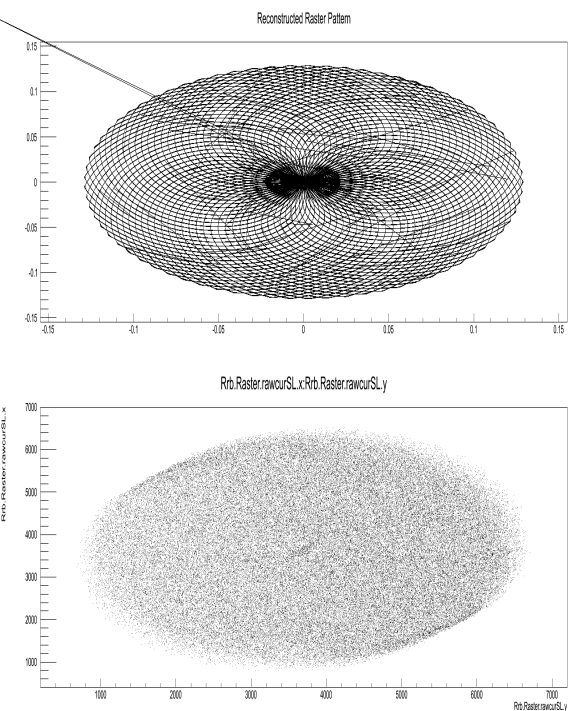 Reconstructed Raster Pattern
0.15
0.1
0.05
0
-0.05
-0.1
-0.15
-0.15 -0.1 -0.05 0 0.05 0.1 0.15
Rrb.Raster.rawcurSL.x:Rrb.Raster.rawcurSL.y
Rrb.Raster.rawcurSL.x
7000
6000
5000
4000
3000
2000
1000
1000 2000 3000 4000 5000 6000 7000
Rrb.Raster.rawcurSL.y